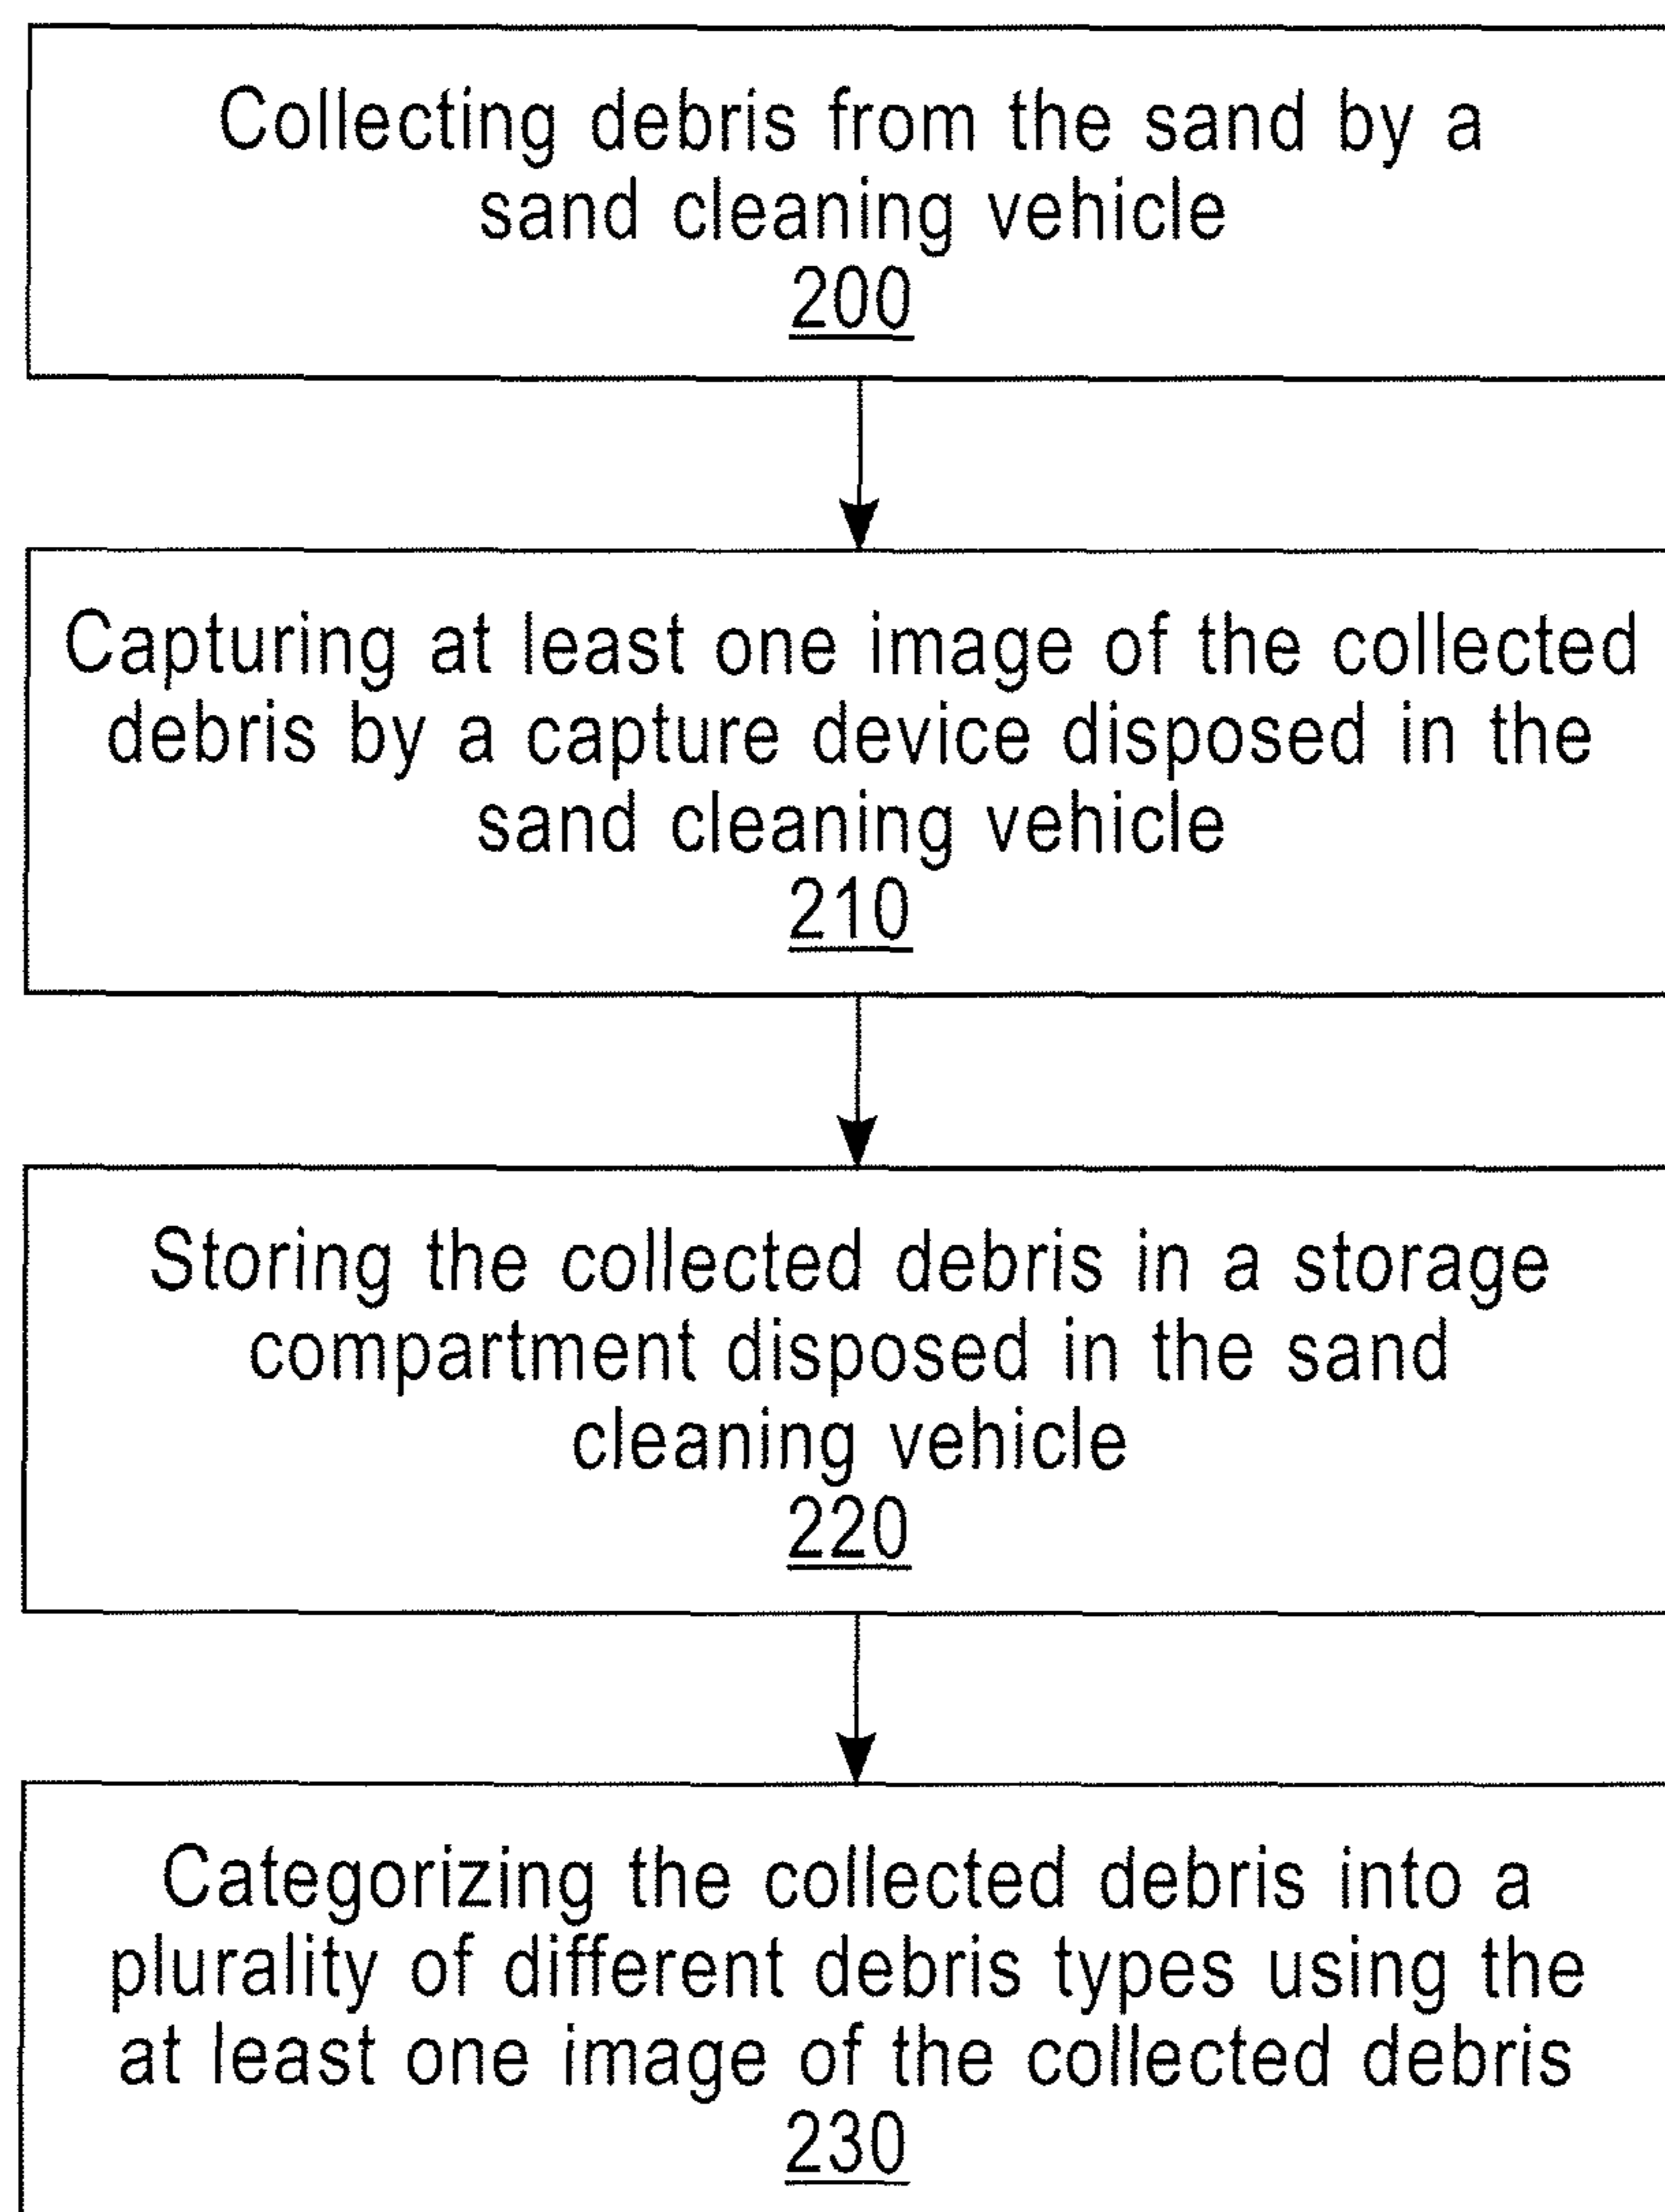 Collecting debris from the sand by a
sand cleaning vehicle
200
Capturing at least one image of the collected
debris by a capture device disposed in the
sand cleaning vehicle
210
Storing the collected debris in a storage
compartment disposed in the sand
cleaning vehicle
220
Categorizing the collected debris into a
plurality of different debris types using the
at least one image of the collected debris
230